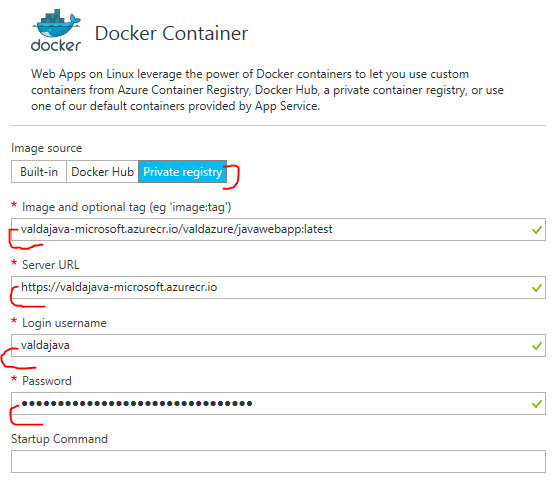 docker
Docker Container
Web Apps on Linux leverage the power of Docker containers to let you use custom
containers from Azure Container Registry, Docker Hub, a private container registry, or use
one of our default containers provided by App Service.
Image source
Built-in Docker Hub Private registry
* Image and optional tag (eg 'image:tag')
valdajava-microsoft.azurecr.io/valdazure/javawebapp:latest
* Server URL
https://valdajava-microsoft.azurecr.io
* Login username
valdajava
* Password
••••••••••••••••••••••••••••••••
Startup Command